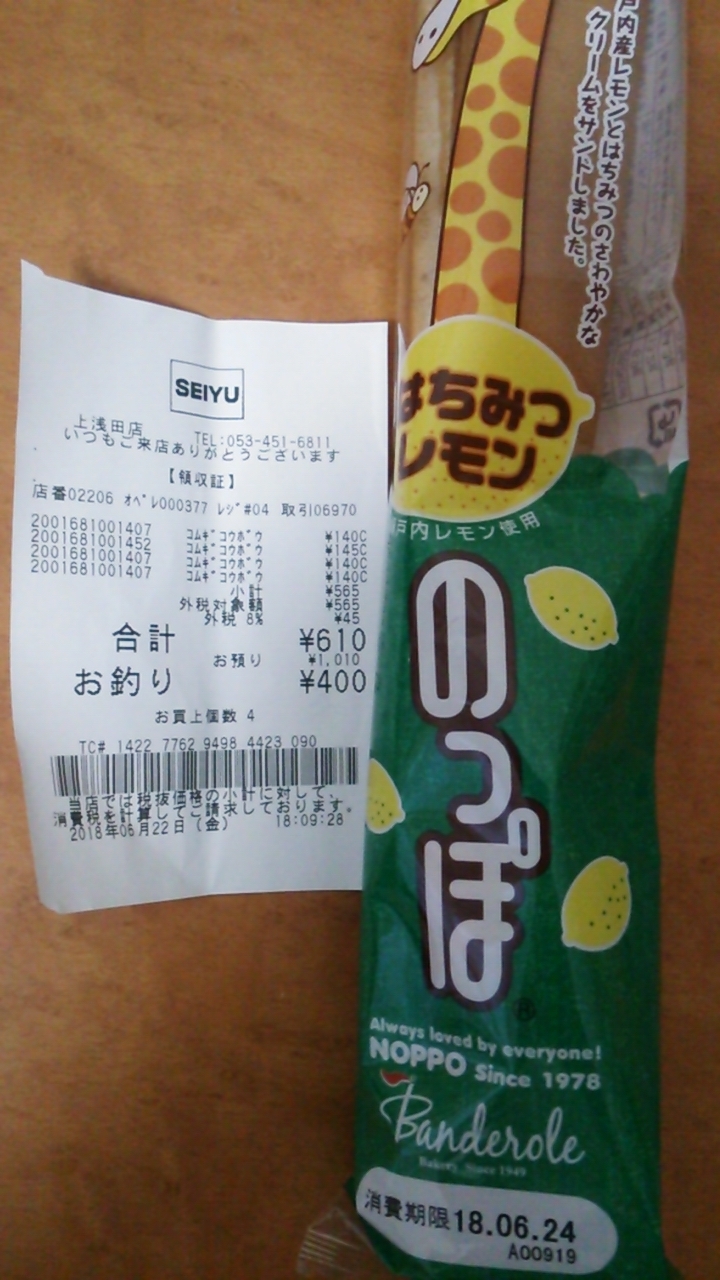 SEIYU
上浅田店 TEL:053-451-6811
いつもご来店ありがとうございます
【領収証】
店番02206 ｵﾍﾟﾚ000377 ﾚｼﾞ#04 取引06970
2001681001407 ｺﾑｷﾞｺｳﾎﾞｳ ¥140C
2001681001452 ｺﾑｷﾞｺｳﾎﾞｳ ¥145C
2001681001407 ｺﾑｷﾞｺｳﾎﾞｳ ¥140C
2001681001407 ｺﾑｷﾞｺｳﾎﾞｳ ¥140C
小計 ¥565
外税対象額 ¥565
外税 8% ¥45
合計 ¥610
お預り ¥1,010
お釣り ¥400
お買上個数 4
TC# 1422 7762 9498 4423 090
当店では税抜価格の小計に対して、
消費税を計算してご請求しております。
2018年06月22日（金） 18:09:28
戸内産レモンとはちみつのさわやかな
クリームをサンドしました。
はちみつ
レモン
戸内レモン使用
のっぽ®
Always loved by everyone!
NOPPO Since 1978
Banderole
Bakery Since 1949
消費期限18.06.24
A00919